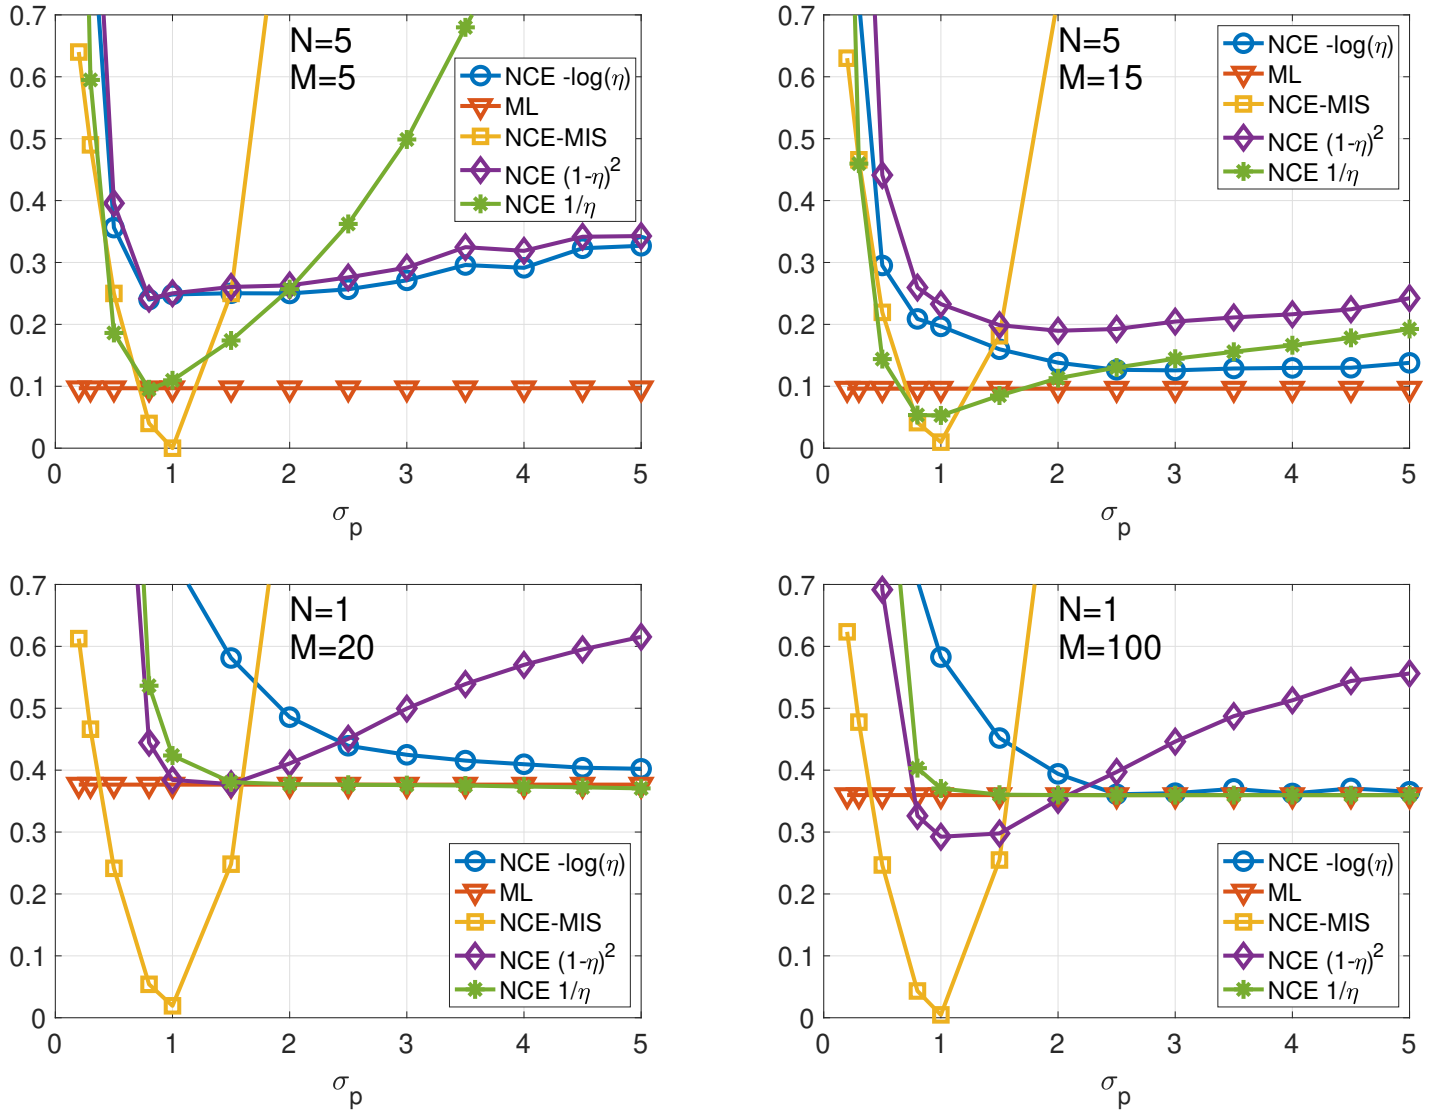 0.7
0.6
0.5
0.4
0.3
0.2
0.1
0
N=5
M=5
NCE -log(η)
ML
NCE-MIS
NCE (1-η)²
NCE 1/η
0 1 2 3 4 5
σp
0.7
0.6
0.5
0.4
0.3
0.2
0.1
0
N=5
M=15
NCE -log(η)
ML
NCE-MIS
NCE (1-η)²
NCE 1/η
0 1 2 3 4 5
σp
0.7
0.6
0.5
0.4
0.3
0.2
0.1
0
N=1
M=20
NCE -log(η)
ML
NCE-MIS
NCE (1-η)²
NCE 1/η
0 1 2 3 4 5
σp
0.7
0.6
0.5
0.4
0.3
0.2
0.1
0
N=1
M=100
NCE -log(η)
ML
NCE-MIS
NCE (1-η)²
NCE 1/η
0 1 2 3 4 5
σp